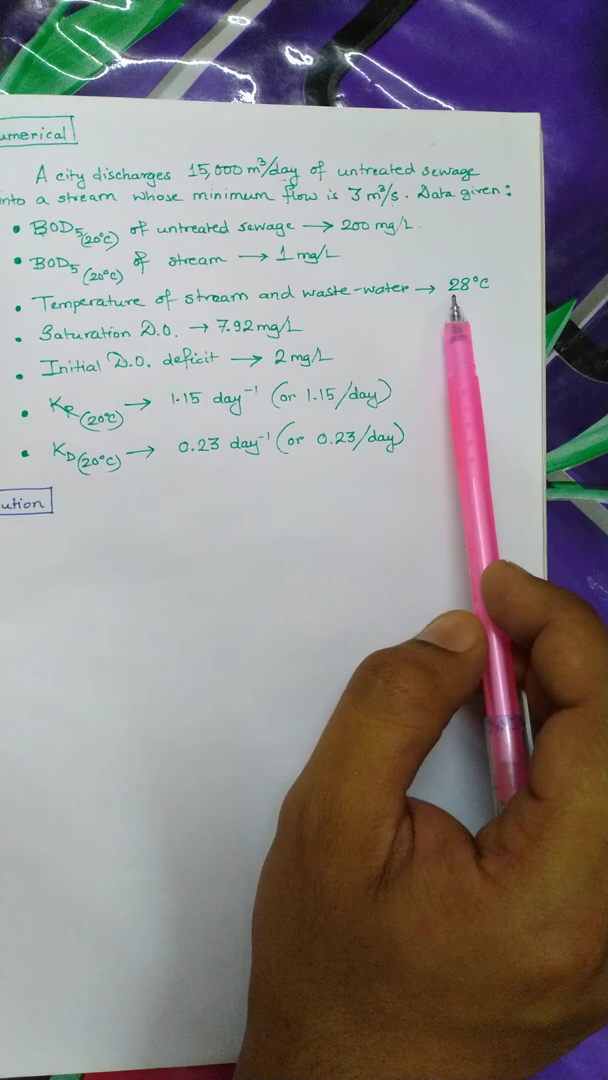 umerical
A city discharges 15,000 m³/day of untreated sewage
into a stream whose minimum flow is 3 m³/s. Data given:
• BOD₅(20°C) of untreated sewage → 200 mg/L.
• BOD₅(20°C) of stream → 1 mg/L
• Temperature of stream and waste-water → 28°C
• Saturation D.O. → 7.92 mg/L
• Initial D.O. deficit → 2 mg/L
• K_R(20°C) → 1.15 day⁻¹ (or 1.15/day)
• K_D(20°C) → 0.23 day⁻¹ (or 0.23/day)
ution